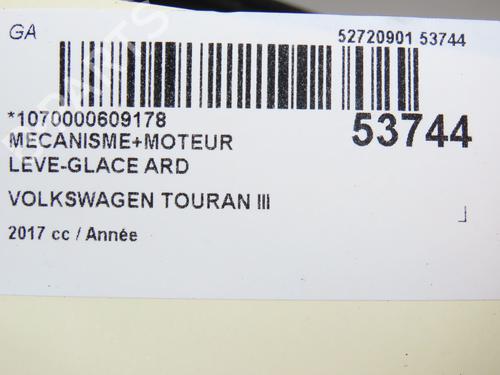 GA
52720901 53744
*1070000609178
53744
MECANISME+MOTEUR
LEVE-GLACE ARD
VOLKSWAGEN TOURAN III
2017 cc / Année